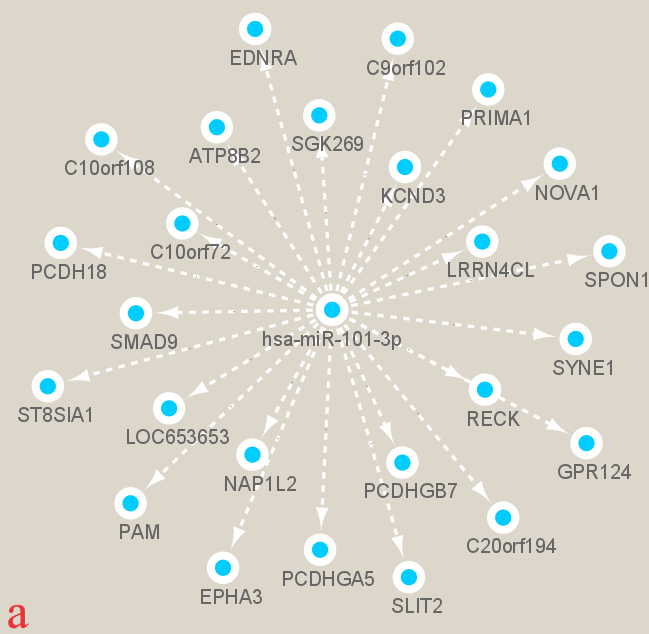 EDNRA
C9orf102
PRIMA1
SGK269
ATP8B2
C10orf108
KCND3
NOVA1
C10orf72
PCDH18
LRRN4CL
SPON1
SMAD9
hsa-miR-101-3p
SYNE1
ST8SIA1
LOC653653
RECK
GPR124
NAP1L2
PCDHGB7
PAM
C20orf194
PCDHGA5
EPHA3
SLIT2
a